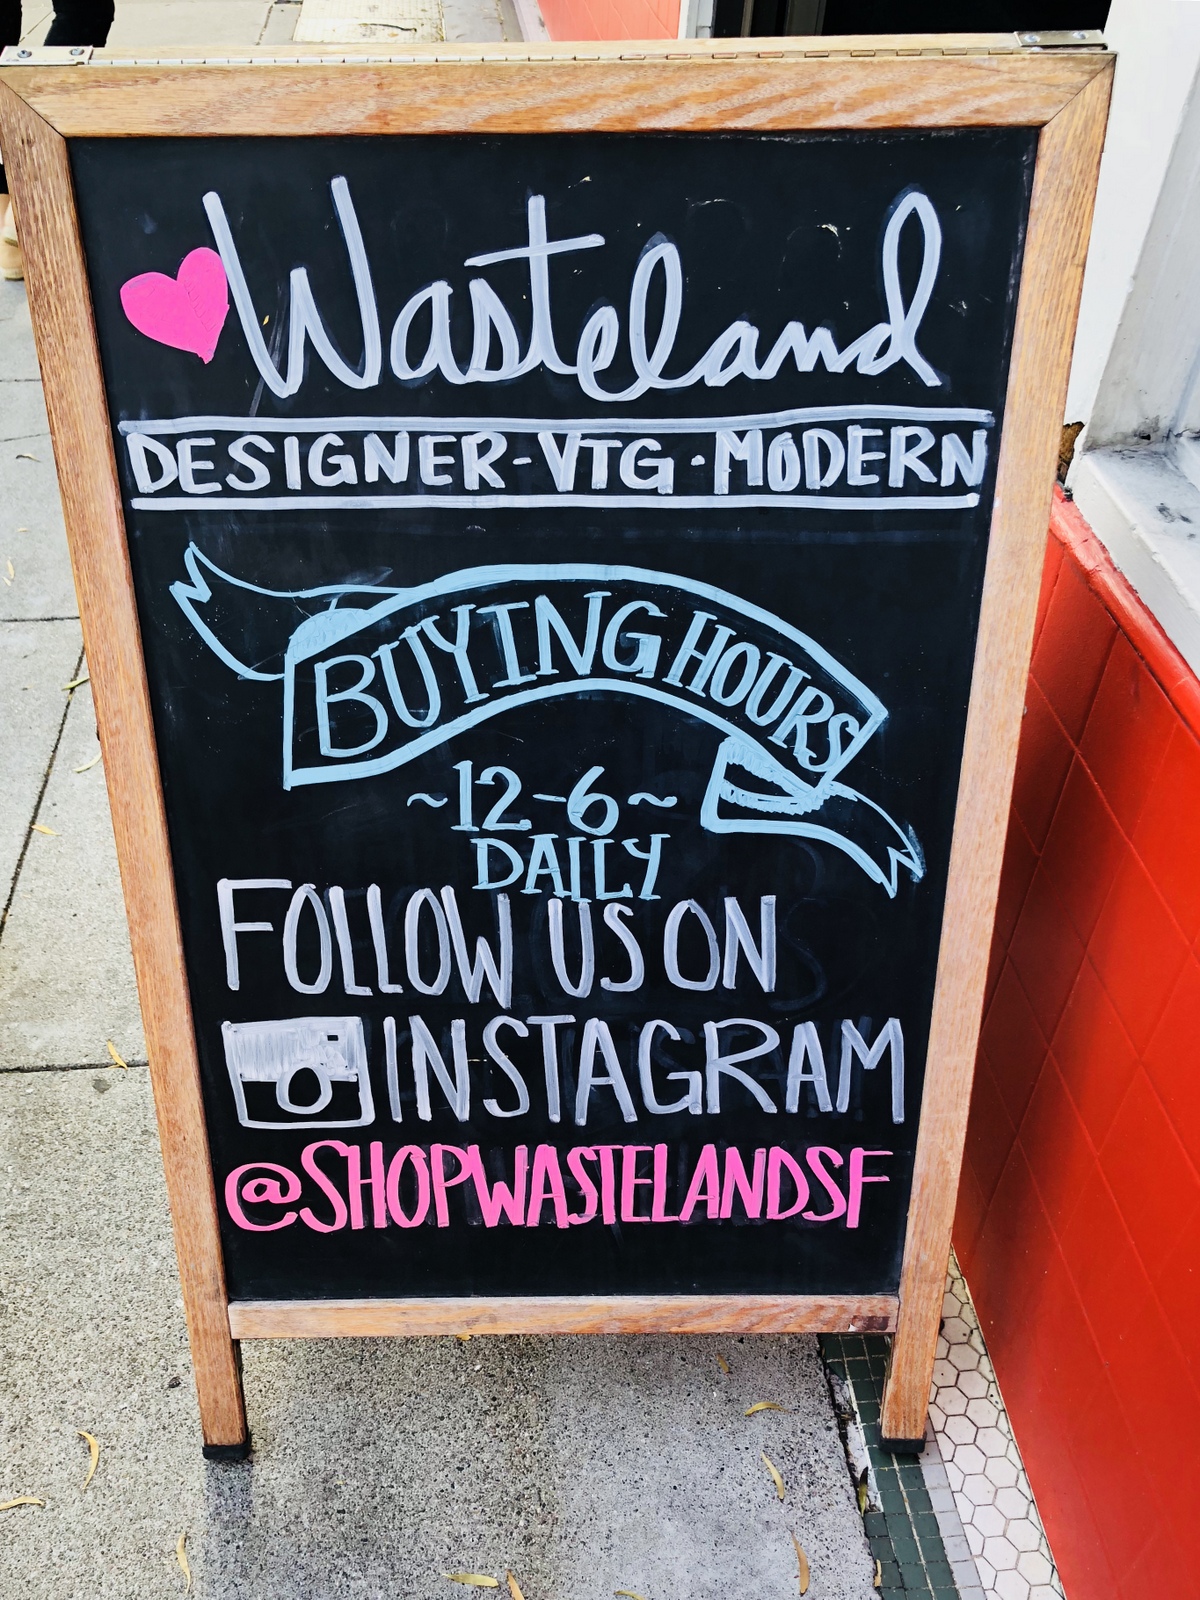 Wasteland
DESIGNER-VTG·MODERN
BUYING HOURS
~12-6~
DAILY
FOLLOW US ON
INSTAGRAM
@SHOPWASTELANDSF